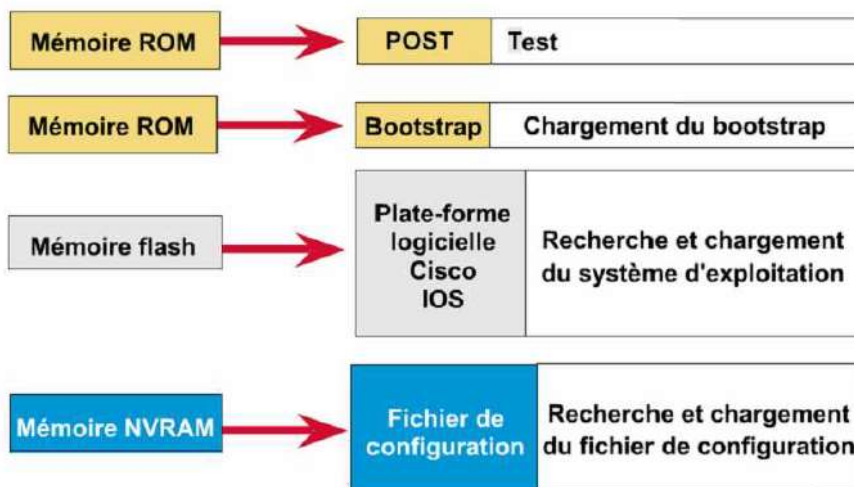 Mémoire ROM
POST
Test
Mémoire ROM
Bootstrap
Chargement du bootstrap
Mémoire flash
Plate-forme
logicielle
Cisco
IOS
Recherche et chargement
du système d'exploitation
Mémoire NVRAM
Fichier de
configuration
Recherche et chargement
du fichier de configuration